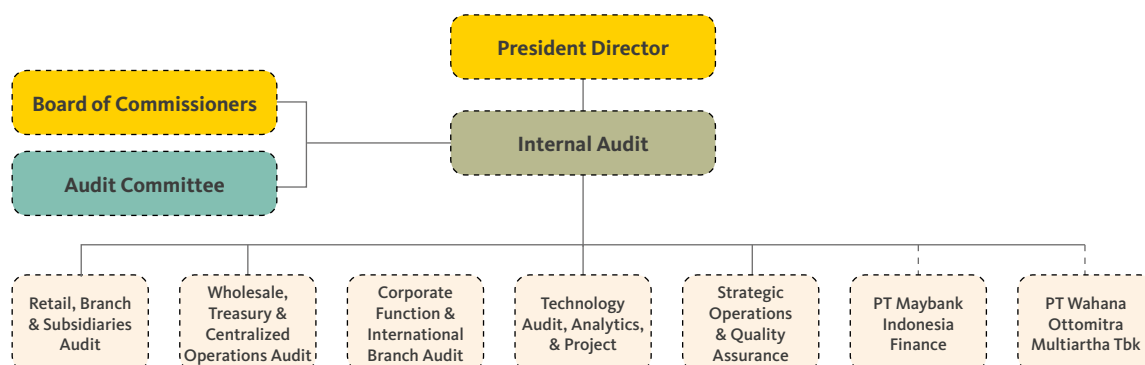 President Director
Board of Commissioners
Internal Audit
Audit Committee
Retail, Branch
& Subsidiaries
Audit
Wholesale,
Treasury &
Centralized
Operations Audit
Corporate
Function &
International
Branch Audit
Technology
Audit, Analytics,
& Project
Strategic
Operations
& Quality
Assurance
PT Maybank
Indonesia
Finance
PT Wahana
Ottomitra
Multiartha Tbk